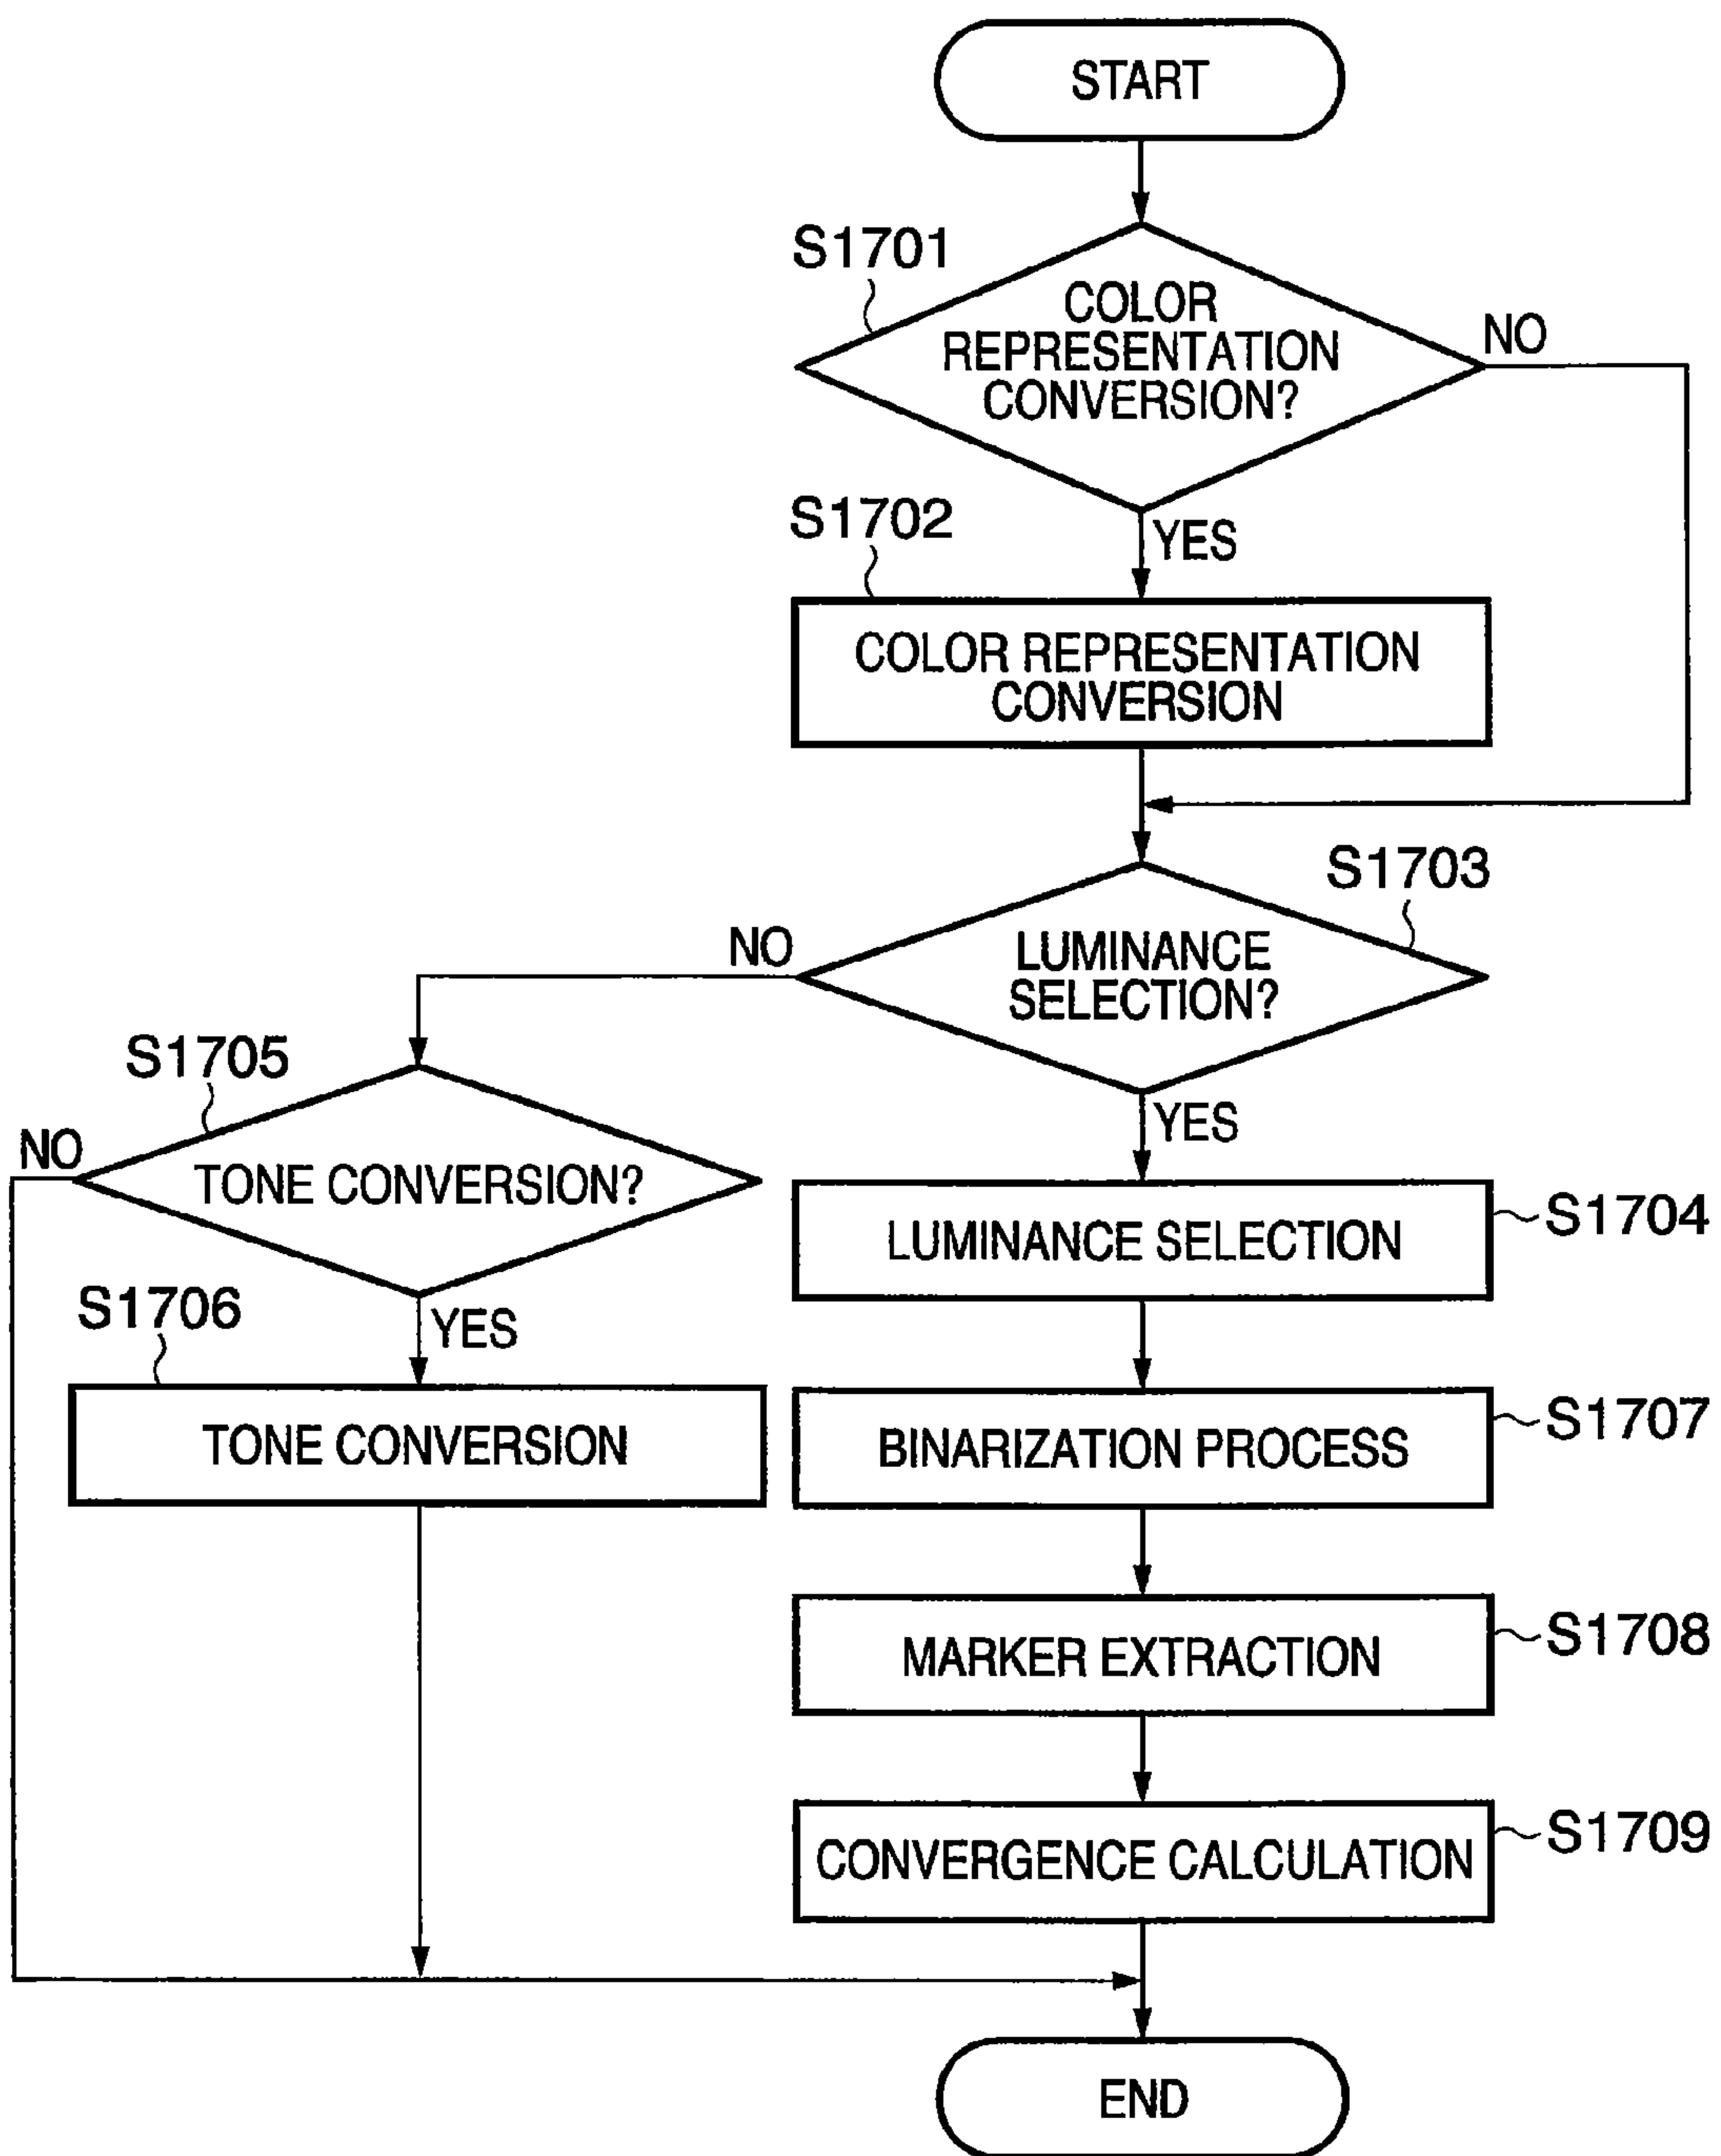 START
S1701
COLOR
REPRESENTATION
CONVERSION?
NO
YES
S1702
COLOR REPRESENTATION
CONVERSION
S1703
LUMINANCE
SELECTION?
NO
YES
S1705
TONE CONVERSION?
NO
YES
S1704
LUMINANCE SELECTION
S1706
TONE CONVERSION
BINARIZATION PROCESS
S1707
MARKER EXTRACTION
S1708
CONVERGENCE CALCULATION
S1709
END